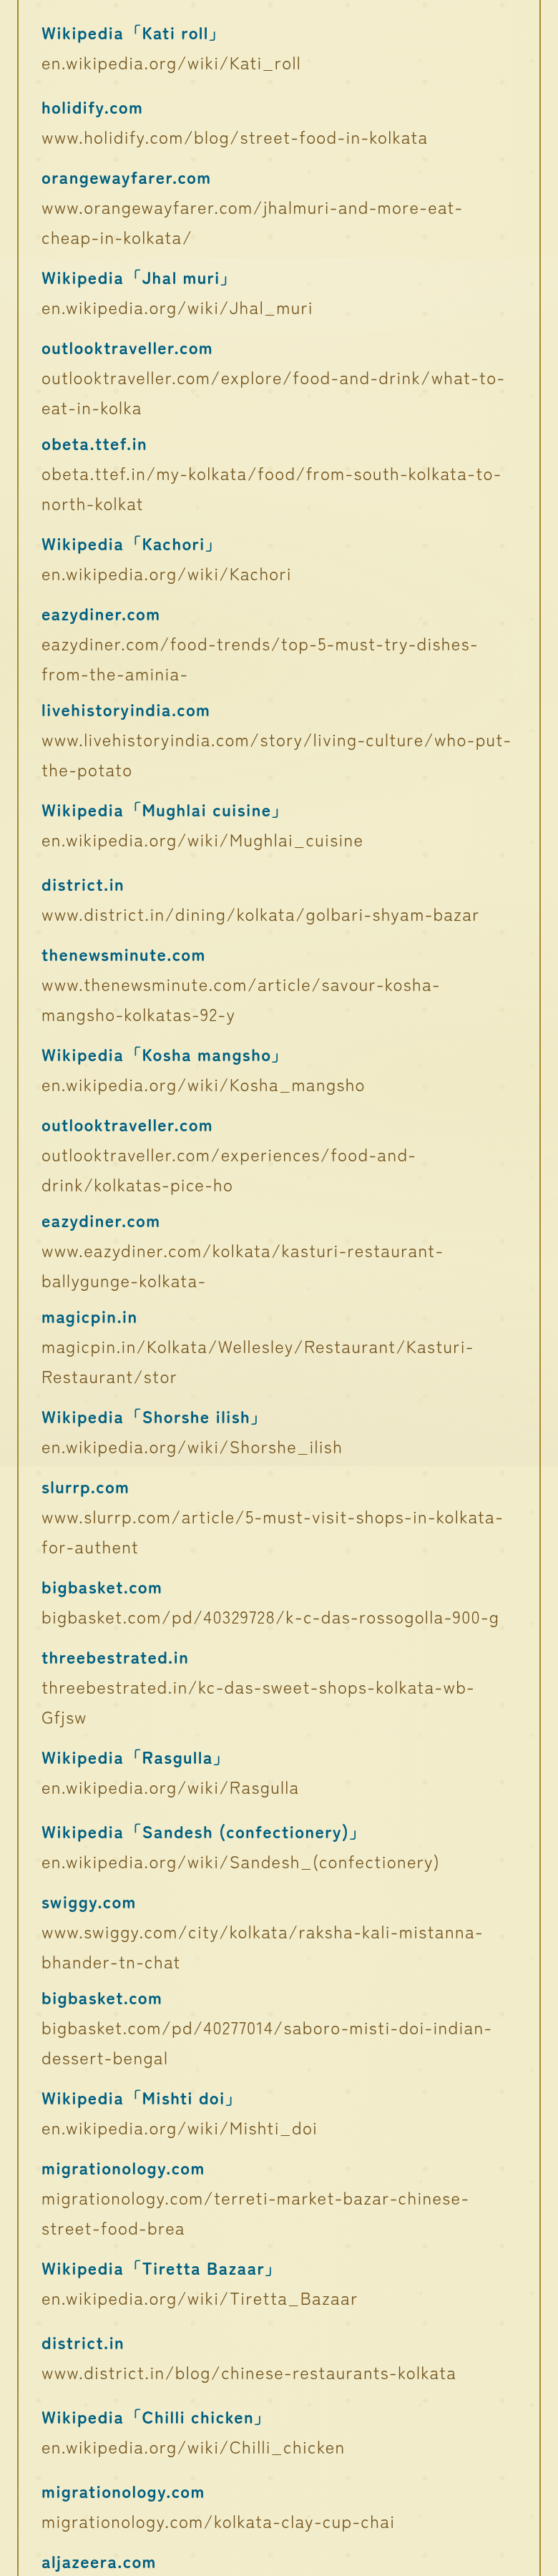 Wikipedia「Kati roll」
en.wikipedia.org/wiki/Kati_roll
holidify.com
www.holidify.com/blog/street-food-in-kolkata
orangewayfarer.com
www.orangewayfarer.com/jhalmuri-and-more-eat-
cheap-in-kolkata/
Wikipedia「Jhal muri」
en.wikipedia.org/wiki/Jhal_muri
outlooktraveller.com
outlooktraveller.com/explore/food-and-drink/what-to-
eat-in-kolka
obeta.ttef.in
obeta.ttef.in/my-kolkata/food/from-south-kolkata-to-
north-kolkat
Wikipedia「Kachori」
en.wikipedia.org/wiki/Kachori
eazydiner.com
eazydiner.com/food-trends/top-5-must-try-dishes-
from-the-aminia-
livehistoryindia.com
www.livehistoryindia.com/story/living-culture/who-put-
the-potato
Wikipedia「Mughlai cuisine」
en.wikipedia.org/wiki/Mughlai_cuisine
district.in
www.district.in/dining/kolkata/golbari-shyam-bazar
thenewsminute.com
www.thenewsminute.com/article/savour-kosha-
mangsho-kolkatas-92-y
Wikipedia「Kosha mangsho」
en.wikipedia.org/wiki/Kosha_mangsho
outlooktraveller.com
outlooktraveller.com/experiences/food-and-
drink/kolkatas-pice-ho
eazydiner.com
www.eazydiner.com/kolkata/kasturi-restaurant-
ballygunge-kolkata-
magicpin.in
magicpin.in/Kolkata/Wellesley/Restaurant/Kasturi-
Restaurant/stor
Wikipedia「Shorshe ilish」
en.wikipedia.org/wiki/Shorshe_ilish
slurrp.com
www.slurrp.com/article/5-must-visit-shops-in-kolkata-
for-authent
bigbasket.com
bigbasket.com/pd/40329728/k-c-das-rossogolla-900-g
threebestrated.in
threebestrated.in/kc-das-sweet-shops-kolkata-wb-
Gfjsw
Wikipedia「Rasgulla」
en.wikipedia.org/wiki/Rasgulla
Wikipedia「Sandesh (confectionery)」
en.wikipedia.org/wiki/Sandesh_(confectionery)
swiggy.com
www.swiggy.com/city/kolkata/raksha-kali-mistanna-
bhander-tn-chat
bigbasket.com
bigbasket.com/pd/40277014/saboro-misti-doi-indian-
dessert-bengal
Wikipedia「Mishti doi」
en.wikipedia.org/wiki/Mishti_doi
migrationology.com
migrationology.com/terreti-market-bazar-chinese-
street-food-brea
Wikipedia「Tiretta Bazaar」
en.wikipedia.org/wiki/Tiretta_Bazaar
district.in
www.district.in/blog/chinese-restaurants-kolkata
Wikipedia「Chilli chicken」
en.wikipedia.org/wiki/Chilli_chicken
migrationology.com
migrationology.com/kolkata-clay-cup-chai
aljazeera.com